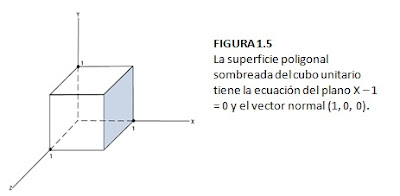 Y
1
FIGURA 1.5
La superficie poligonal
sombreada del cubo unitario
tiene la ecuación del plano X – 1
= 0 y el vector normal (1, 0, 0).
1
X
1
Z